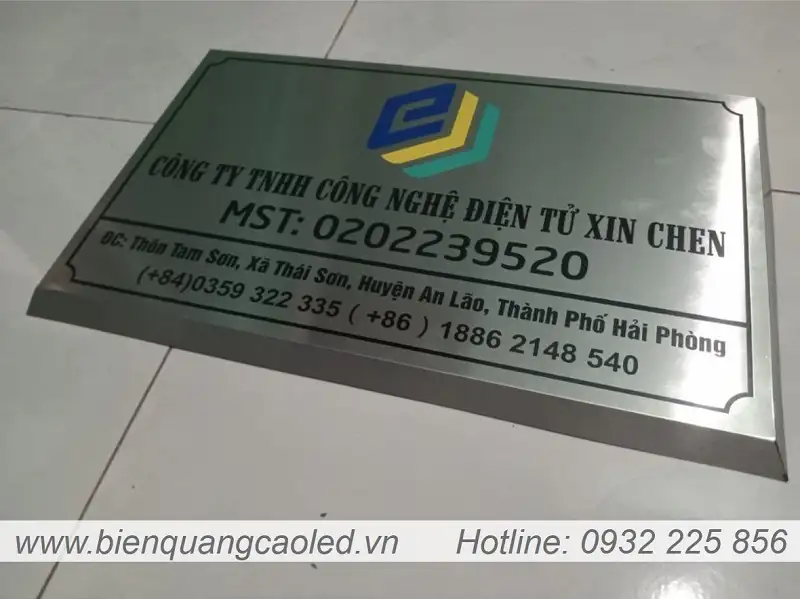 CÔNG TY TNHH CÔNG NGHỆ ĐIỆN TỬ XIN CHEN
MST: 0202239520
ĐC: Thôn Tam Sơn, Xã Thái Sơn, Huyện An Lão, Thành Phố Hải Phòng
(+84)0359 322 335 ( +86 ) 1886 2148 540
www.bienquangcaoled.vn Hotline: 0932 225 856